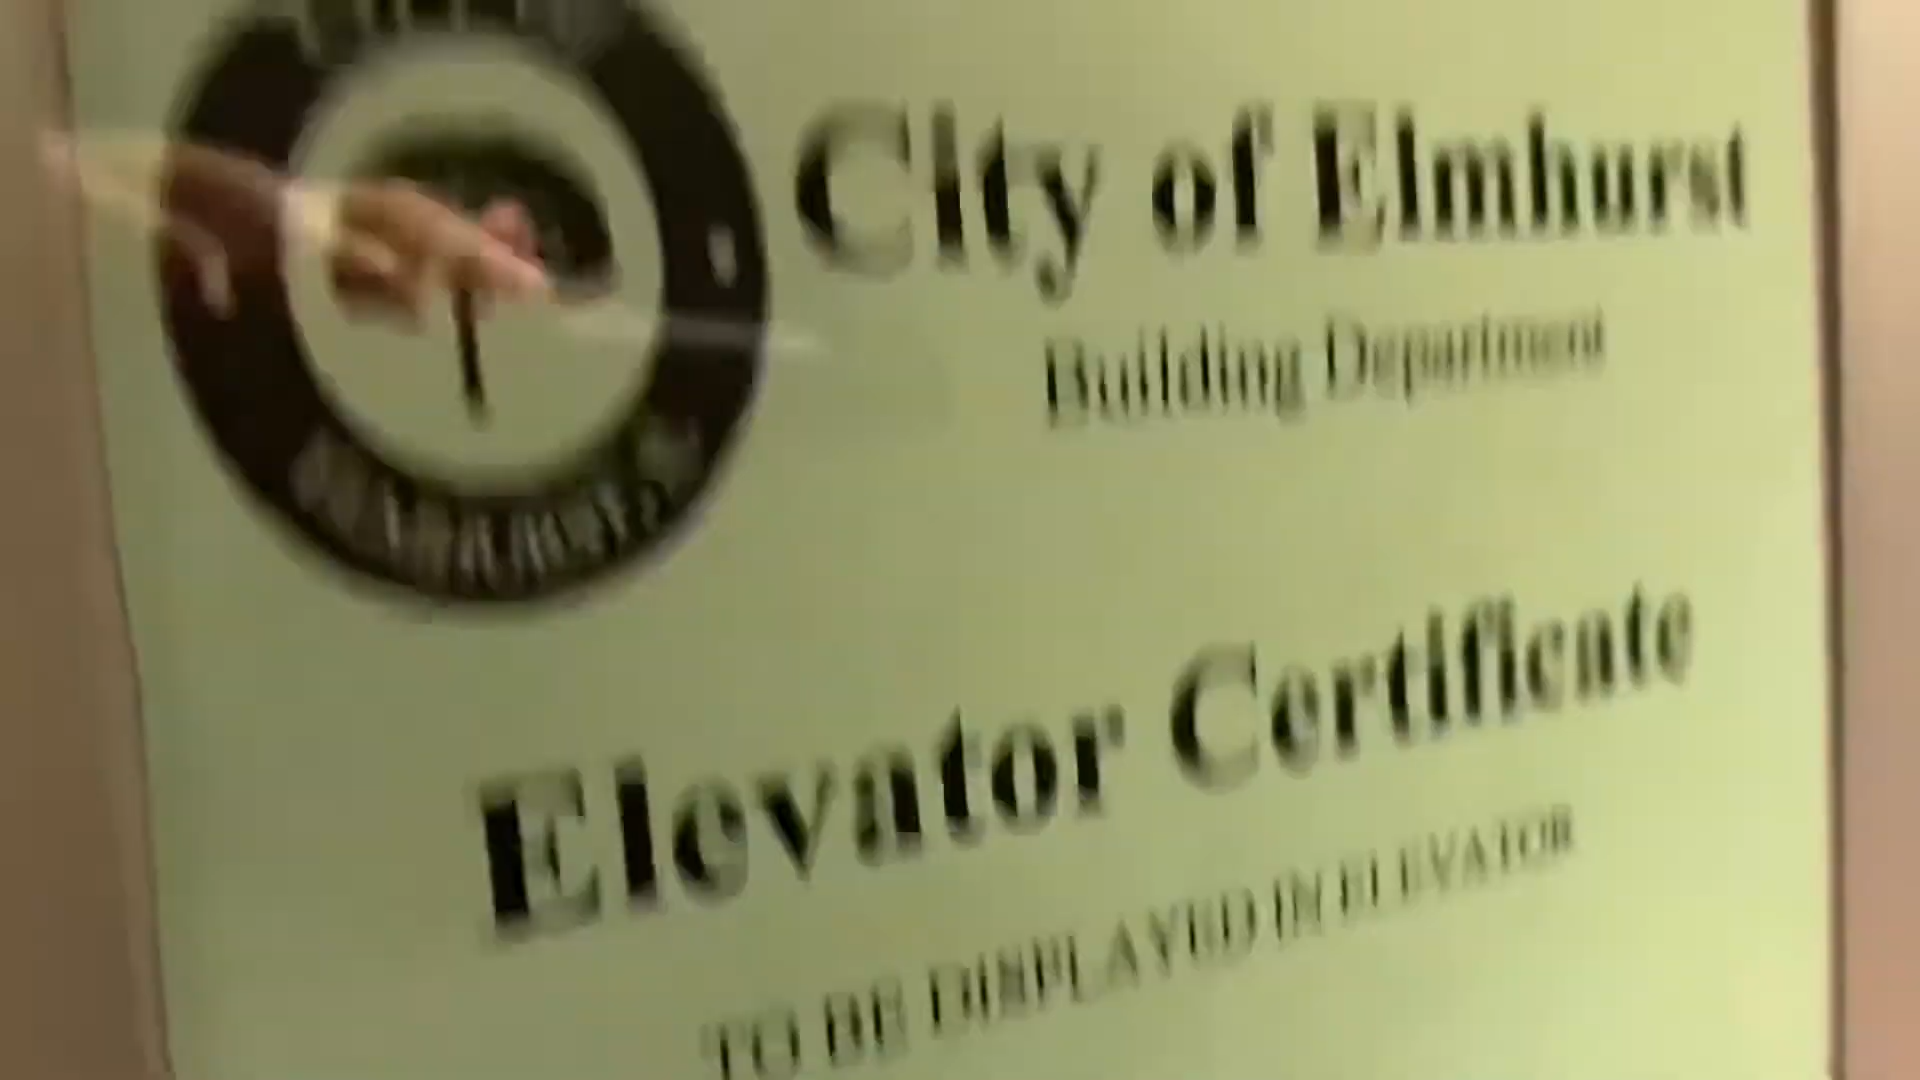 City of Elmhurst
Building Department
Elevator Certificate
TO BE DISPLAYED IN ELEVATOR